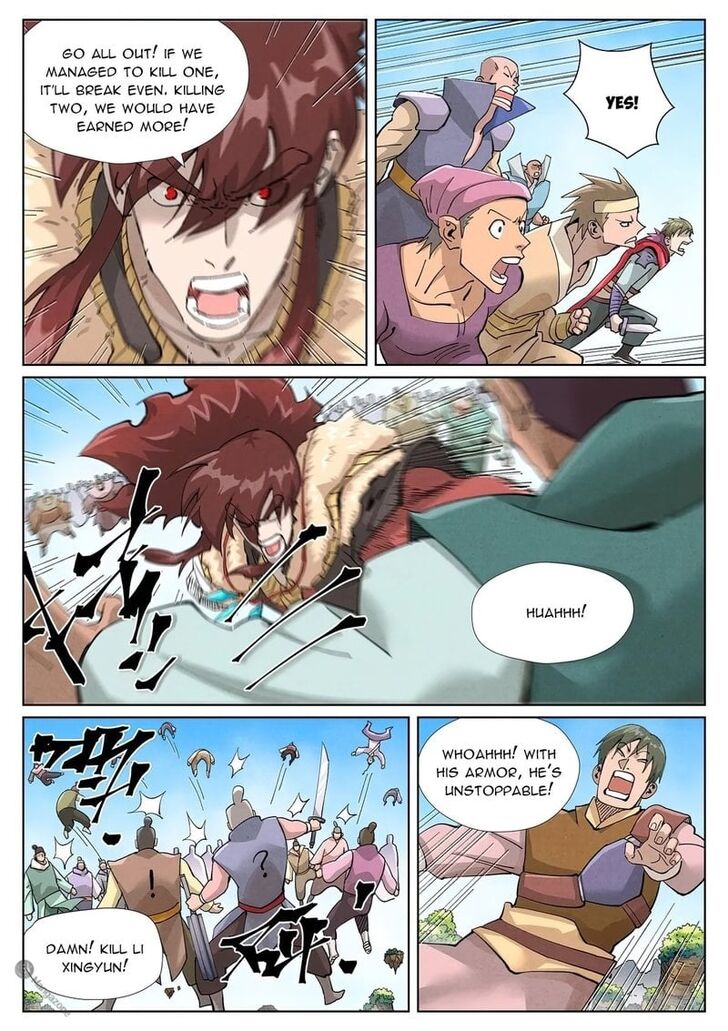 GO ALL OUT! IF WE
MANAGED TO KILL ONE,
IT'LL BREAK EVEN. KILLING
TWO, WE WOULD HAVE
EARNED MORE!
YES!
HUAHHH!
!
?
DAMN! KILL LI
XINGYUN!
WHOAHHH! WITH
HIS ARMOR, HE'S
UNSTOPPABLE!